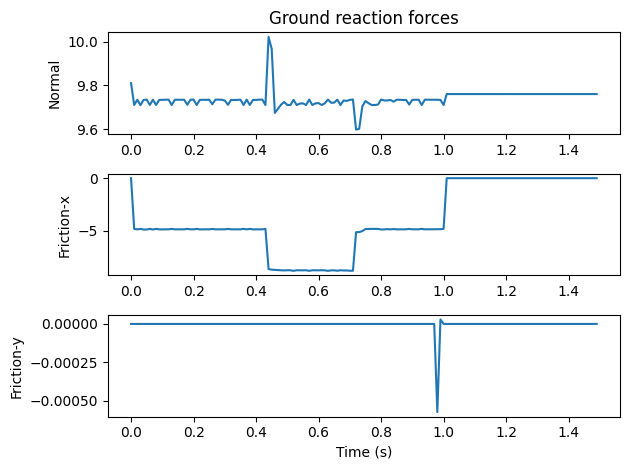 Ground reaction forces
Normal
10.0
9.8
9.6
0.0 0.2 0.4 0.6 0.8 1.0 1.2 1.4
Friction-x
0
−5
0.0 0.2 0.4 0.6 0.8 1.0 1.2 1.4
Friction-y
0.00000
−0.00025
−0.00050
0.0 0.2 0.4 0.6 0.8 1.0 1.2 1.4
Time (s)